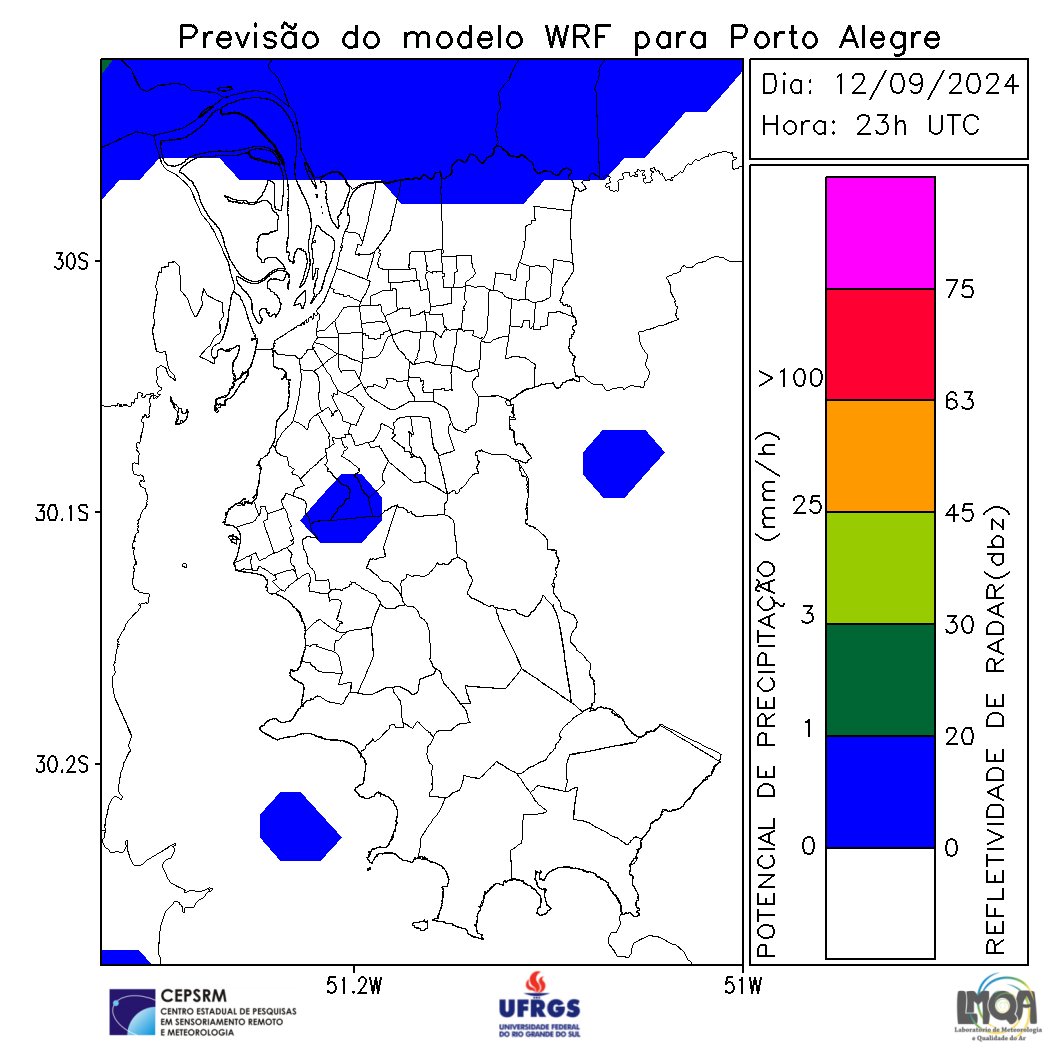 Previsão do modelo WRF para Porto Alegre
Dia: 12/09/2024
Hora: 23h UTC
30S
30.1S
30.2S
51.2W
51W
POTENCIAL DE PRECIPITAÇÃO (mm/h)
>100
25
3
1
0
75
63
45
30
20
0
REFLETIVIDADE DE RADAR(dbz)
CEPSRM
CENTRO ESTADUAL DE PESQUISAS
EM SENSORIAMENTO REMOTO
E METEOROLOGIA
UFRGS
UNIVERSIDADE FEDERAL
DO RIO GRANDE DO SUL
LMQA
Laboratório de Meteorologia
e Qualidade do Ar